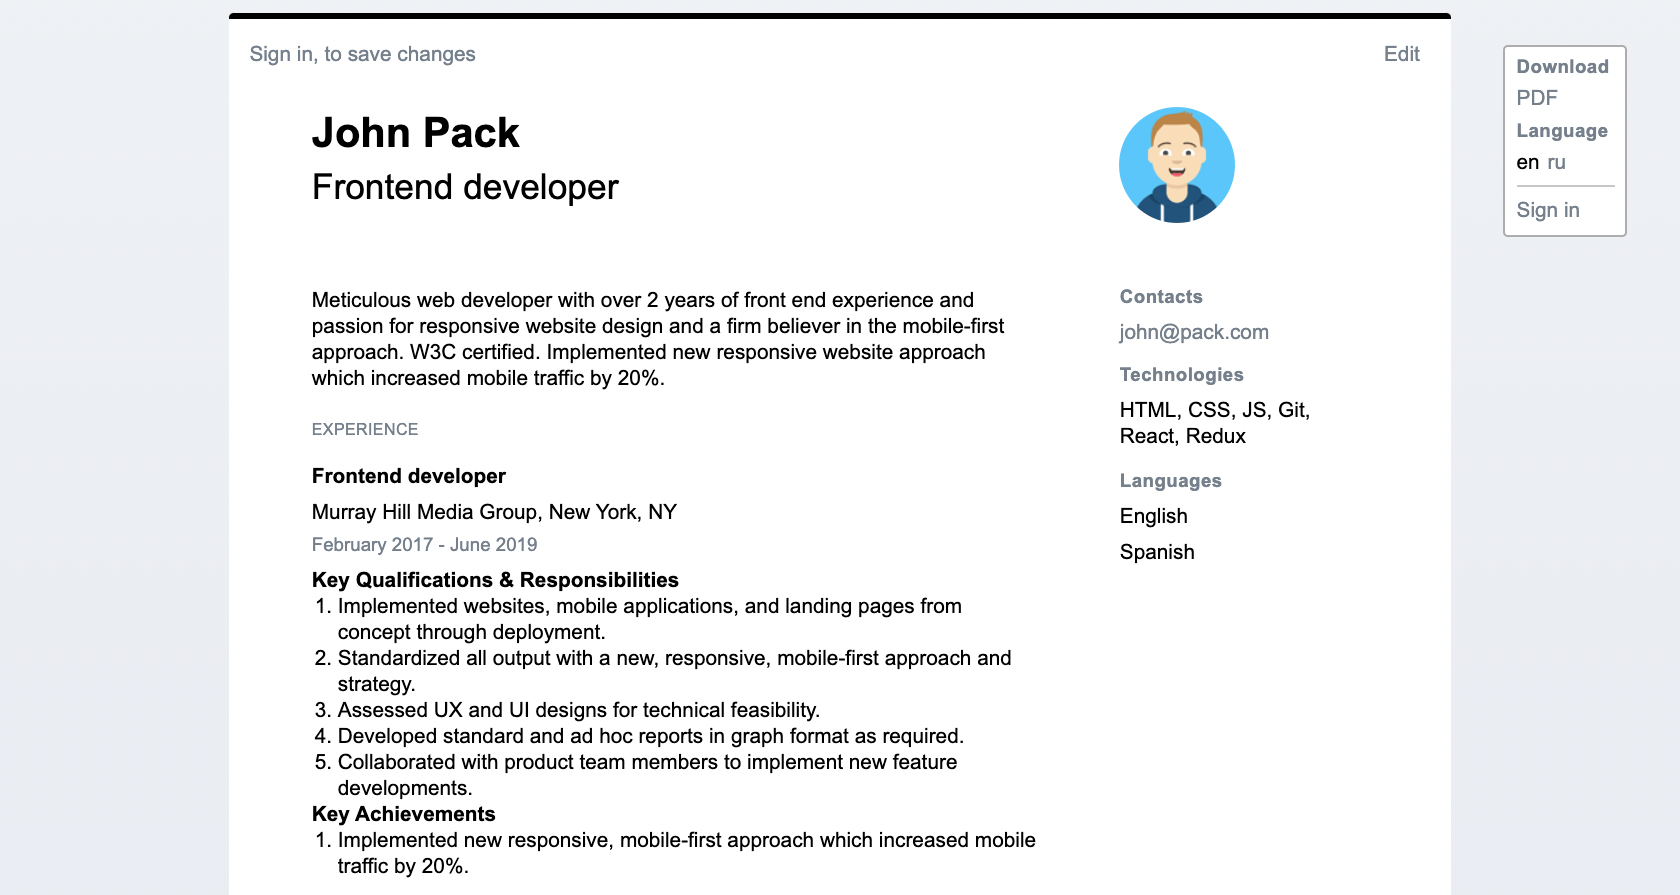 Sign in, to save changes
Edit
John Pack
Frontend developer
Meticulous web developer with over 2 years of front end experience and
passion for responsive website design and a firm believer in the mobile-first
approach. W3C certified. Implemented new responsive website approach
which increased mobile traffic by 20%.
EXPERIENCE
Frontend developer
Murray Hill Media Group, New York, NY
February 2017 - June 2019
Key Qualifications & Responsibilities
1. Implemented websites, mobile applications, and landing pages from
concept through deployment.
2. Standardized all output with a new, responsive, mobile-first approach and
strategy.
3. Assessed UX and UI designs for technical feasibility.
4. Developed standard and ad hoc reports in graph format as required.
5. Collaborated with product team members to implement new feature
developments.
Key Achievements
1. Implemented new responsive, mobile-first approach which increased mobile
traffic by 20%.
Contacts
john@pack.com
Technologies
HTML, CSS, JS, Git,
React, Redux
Languages
English
Spanish
Download
PDF
Language
en ru
Sign in